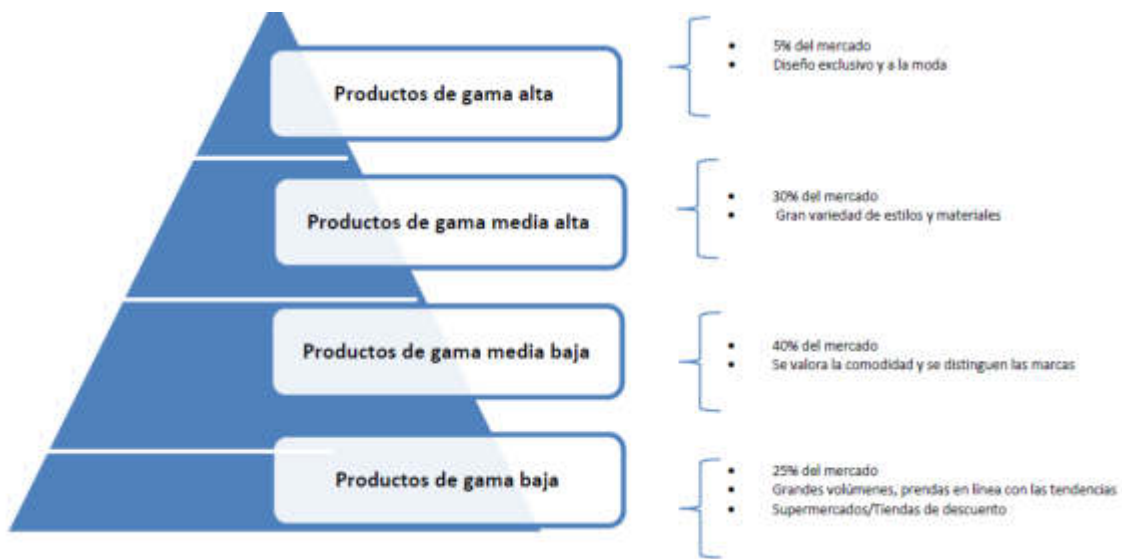 Productos de gama alta
• 5% del mercado
• Diseño exclusivo y a la moda
Productos de gama media alta
• 30% del mercado
• Gran variedad de estilos y materiales
Productos de gama media baja
• 40% del mercado
• Se valora la comodidad y se distinguen las marcas
Productos de gama baja
• 25% del mercado
• Grandes volúmenes, prendas en línea con las tendencias
• Supermercados/Tiendas de descuento